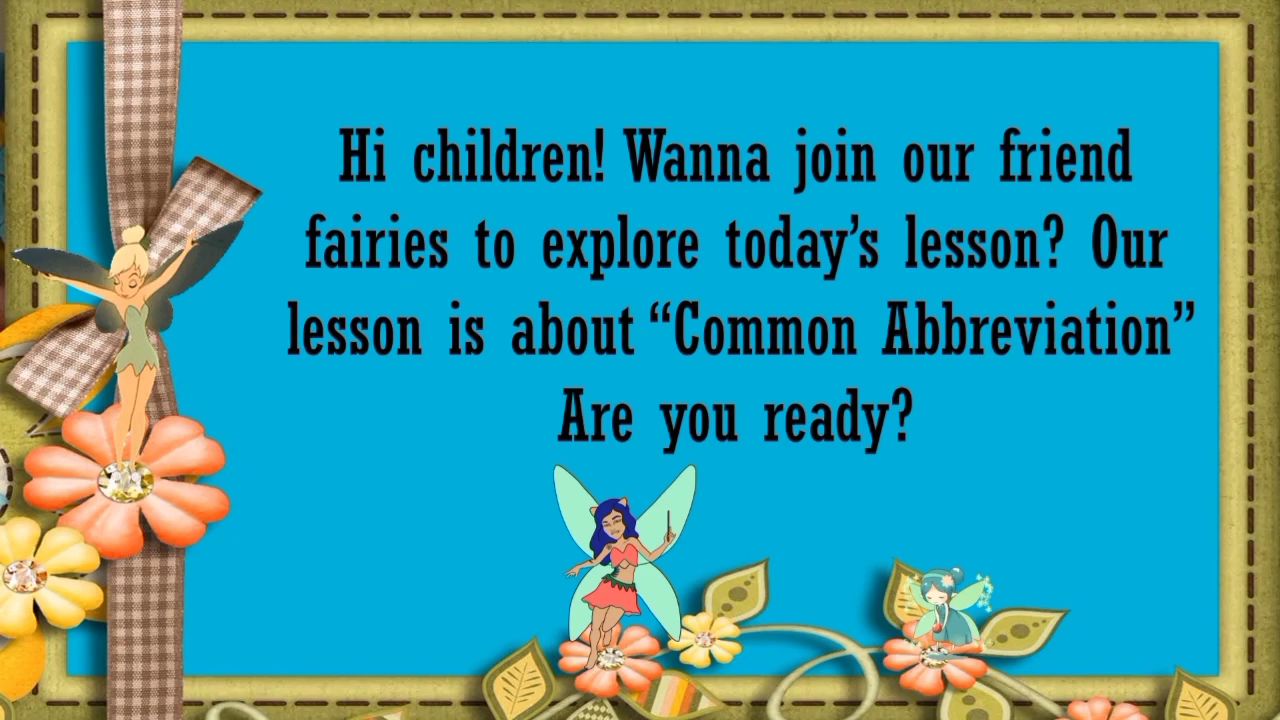 Hi children! Wanna join our friend
fairies to explore today’s lesson? Our
lesson is about “Common Abbreviation”
Are you ready?